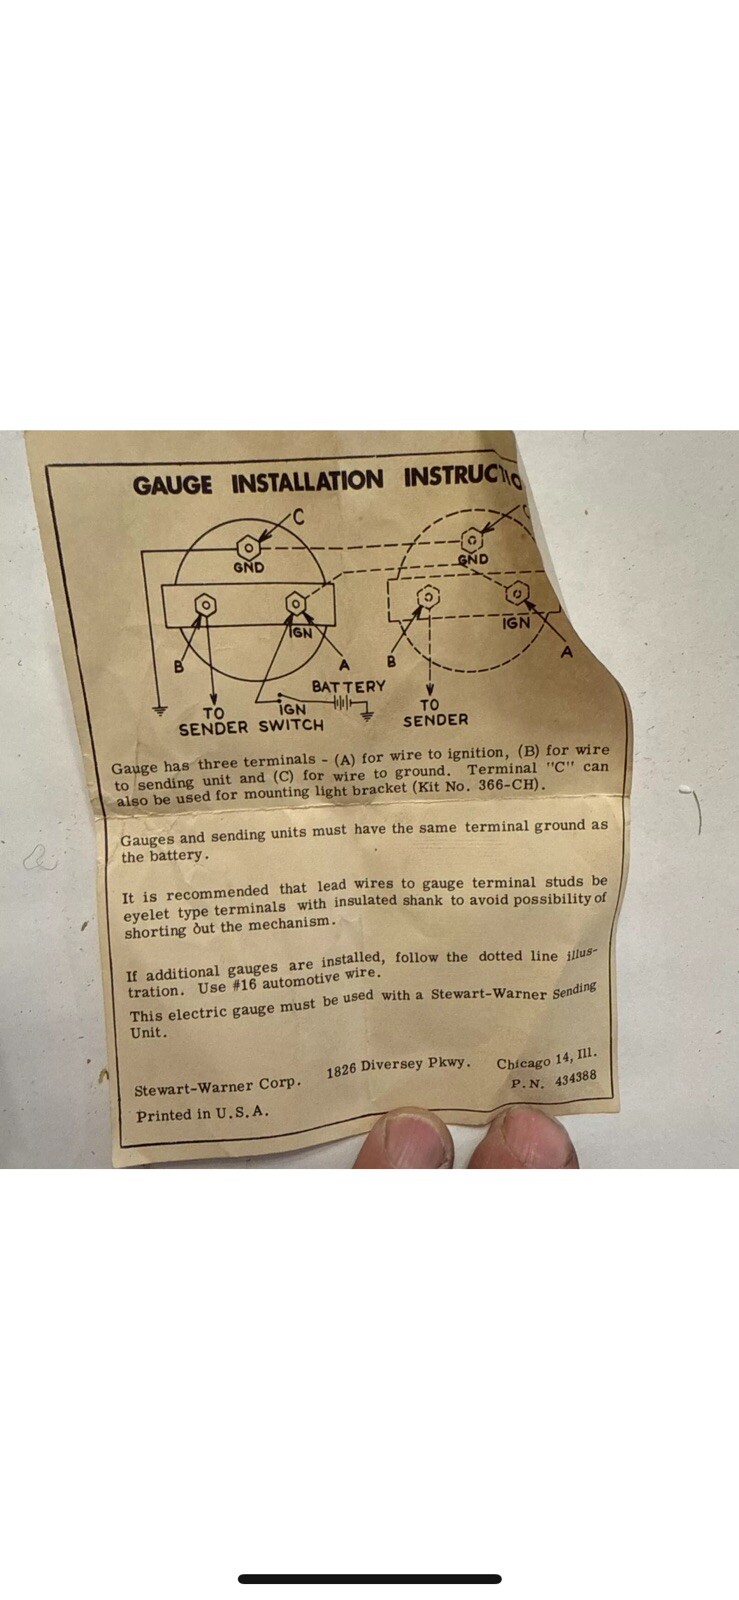 GAUGE INSTALLATION
C
GND
GND
IGN
IGN
B
A
B
A
BATTERY
TO
SENDER
IGN
SWITCH
TO
SENDER
Gauge has three terminals - (A) for wire to ignition, (B) for wire
to sending unit and (C) for wire to ground. Terminal "C" can
also be used for mounting light bracket (Kit No. 366-CH).
Gauges and sending units must have the same terminal ground as
the battery.
It is recommended that lead wires to gauge terminal studs be
eyelet type terminals with insulated shank to avoid possibility of
shorting out the mechanism.
If additional gauges are installed, follow the dotted line illus-
tration. Use #16 automotive wire.
This electric gauge must be used with a Stewart-Warner Sending
Unit.
Stewart-Warner Corp. 1826 Diversey Pkwy. Chicago 14, Ill.
P.N. 434388
Printed in U.S.A.